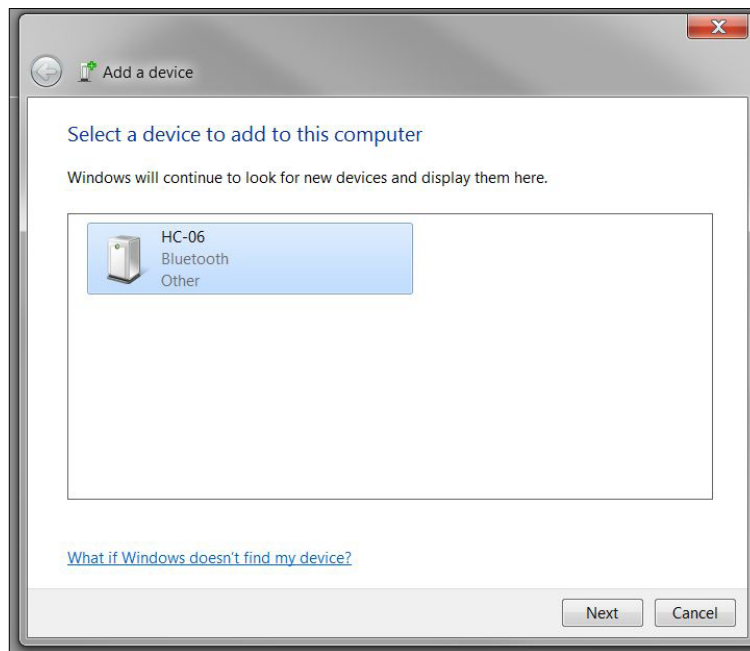 Add a device
Select a device to add to this computer
Windows will continue to look for new devices and display them here.
HC-06
Bluetooth
Other
What if Windows doesn't find my device?
Next
Cancel